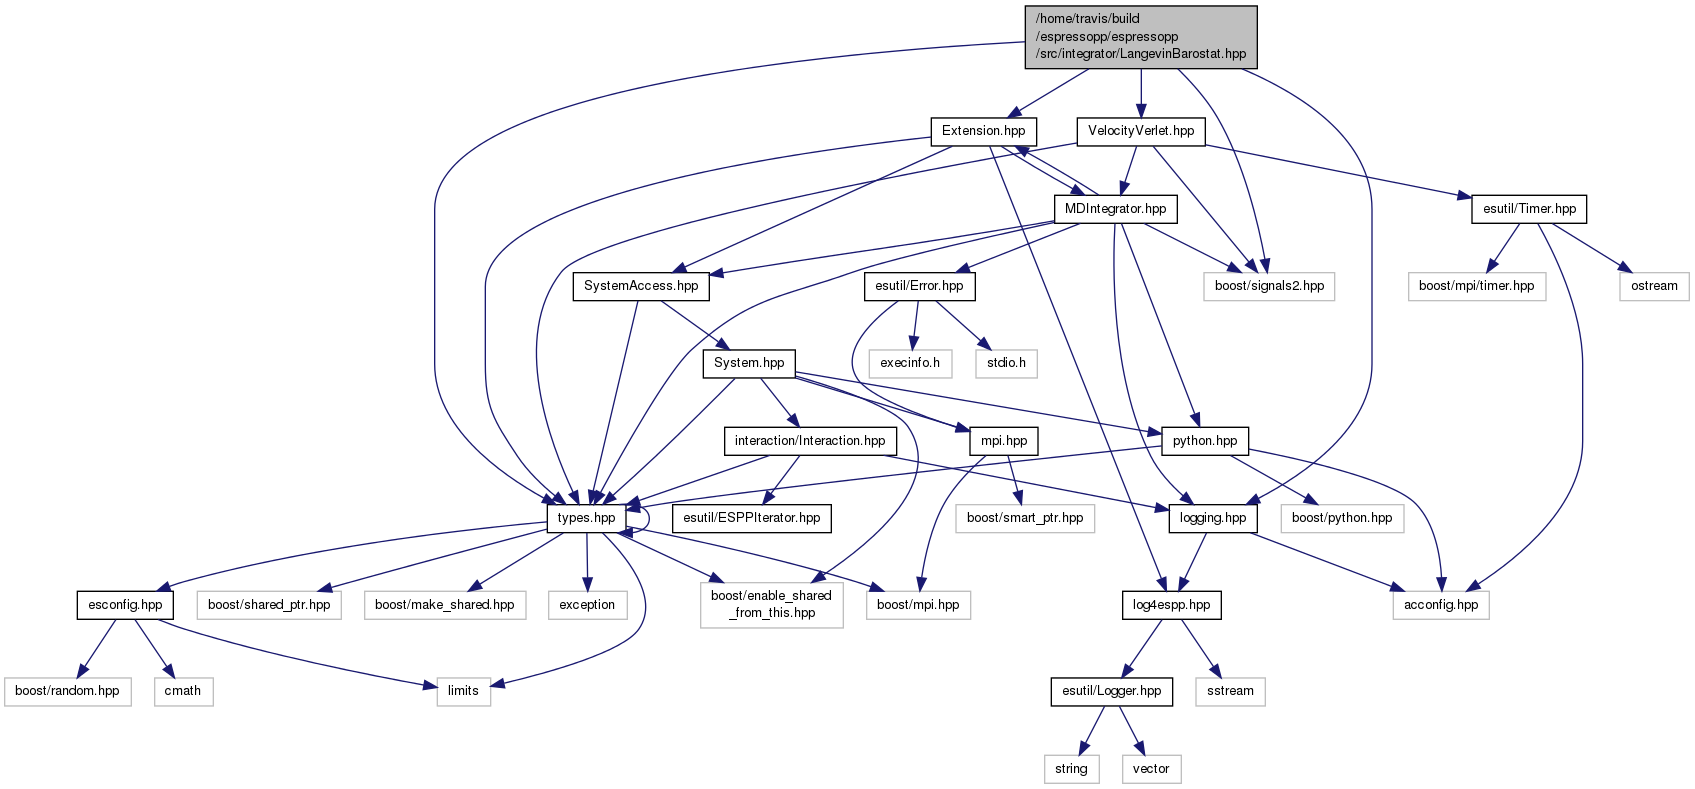 /home/travis/build
/espressopp/espressopp
/src/integrator/LangevinBarostat.hpp
Extension.hpp
VelocityVerlet.hpp
MDIntegrator.hpp
esutil/Timer.hpp
SystemAccess.hpp
esutil/Error.hpp
boost/signals2.hpp
boost/mpi/timer.hpp
ostream
System.hpp
execinfo.h
stdio.h
interaction/Interaction.hpp
mpi.hpp
python.hpp
types.hpp
esutil/ESPPIterator.hpp
boost/smart_ptr.hpp
logging.hpp
boost/python.hpp
esconfig.hpp
boost/shared_ptr.hpp
boost/make_shared.hpp
exception
boost/enable_shared
_from_this.hpp
boost/mpi.hpp
log4espp.hpp
acconfig.hpp
boost/random.hpp
cmath
limits
esutil/Logger.hpp
sstream
string
vector